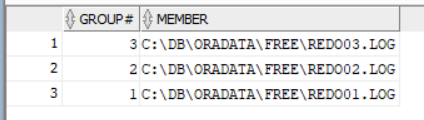 GROUP# MEMBER
1 3 C:\DB\ORADATA\FREE\REDO03.LOG
2 2 C:\DB\ORADATA\FREE\REDO02.LOG
3 1 C:\DB\ORADATA\FREE\REDO01.LOG